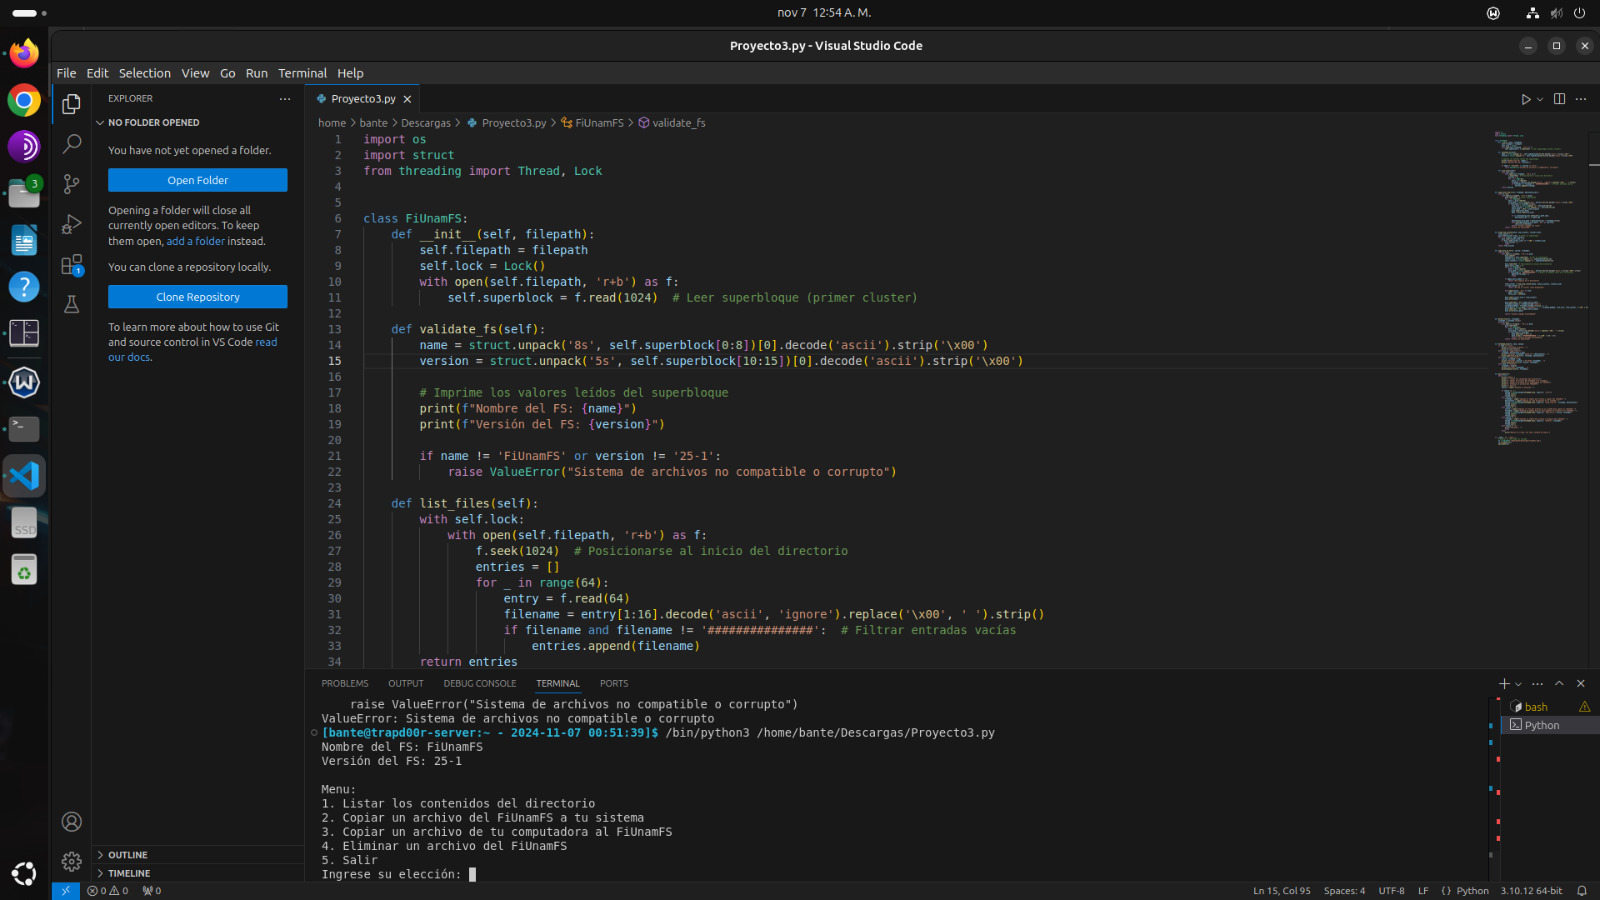 nov 7 12:54 A. M.
Proyecto3.py - Visual Studio Code
File Edit Selection View Go Run Terminal Help
EXPLORER
NO FOLDER OPENED
You have not yet opened a folder.
Open Folder
Opening a folder will close all
currently open editors. To keep
them open, add a folder instead.
You can clone a repository locally.
Clone Repository
To learn more about how to use Git
and source control in VS Code read
our docs.
OUTLINE
TIMELINE
3
1
SSD
Proyecto3.py
home > bante > Descargas > Proyecto3.py > FiUnamFS > validate_fs
1 import os
2 import struct
3 from threading import Thread, Lock
4
5
6 class FiUnamFS:
7 def __init__(self, filepath):
8 self.filepath = filepath
9 self.lock = Lock()
10 with open(self.filepath, 'r+b') as f:
11 self.superblock = f.read(1024) # Leer superbloque (primer cluster)
12
13 def validate_fs(self):
14 name = struct.unpack('8s', self.superblock[0:8])[0].decode('ascii').strip('\x00')
15 version = struct.unpack('5s', self.superblock[10:15])[0].decode('ascii').strip('\x00')
16
17 # Imprime los valores leídos del superbloque
18 print(f"Nombre del FS: {name}")
19 print(f"Versión del FS: {version}")
20
21 if name != 'FiUnamFS' or version != '25-1':
22 raise ValueError("Sistema de archivos no compatible o corrupto")
23
24 def list_files(self):
25 with self.lock:
26 with open(self.filepath, 'r+b') as f:
27 f.seek(1024) # Posicionarse al inicio del directorio
28 entries = []
29 for _ in range(64):
30 entry = f.read(64)
31 filename = entry[1:16].decode('ascii', 'ignore').replace('\x00', ' ').strip()
32 if filename and filename != '###############': # Filtrar entradas vacías
33 entries.append(filename)
34 return entries
PROBLEMS OUTPUT DEBUG CONSOLE TERMINAL PORTS
raise ValueError("Sistema de archivos no compatible o corrupto")
ValueError: Sistema de archivos no compatible o corrupto
[bante@trapd00r-server:~ - 2024-11-07 00:51:39]$ /bin/python3 /home/bante/Descargas/Proyecto3.py
Nombre del FS: FiUnamFS
Versión del FS: 25-1
Menu:
1. Listar los contenidos del directorio
2. Copiar un archivo del FiUnamFS a tu sistema
3. Copiar un archivo de tu computadora al FiUnamFS
4. Eliminar un archivo del FiUnamFS
5. Salir
Ingrese su elección:
bash
Python
0 0 0
Ln 15, Col 95 Spaces: 4 UTF-8 LF {} Python 3.10.12 64-bit